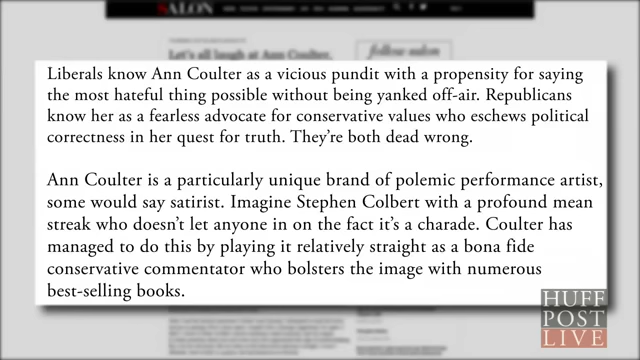 SALON
Let's all laugh at Ann Coulter,
follow salon
Liberals know Ann Coulter as a vicious pundit with a propensity for saying
the most hateful thing possible without being yanked off-air. Republicans
know her as a fearless advocate for conservative values who eschews political
correctness in her quest for truth. They’re both dead wrong.
Ann Coulter is a particularly unique brand of polemic performance artist,
some would say satirist. Imagine Stephen Colbert with a profound mean
streak who doesn’t let anyone in on the fact it’s a charade. Coulter has
managed to do this by playing it relatively straight as a bona fide
conservative commentator who bolsters the image with numerous
best-selling books.
HUFF
POST
LIVE